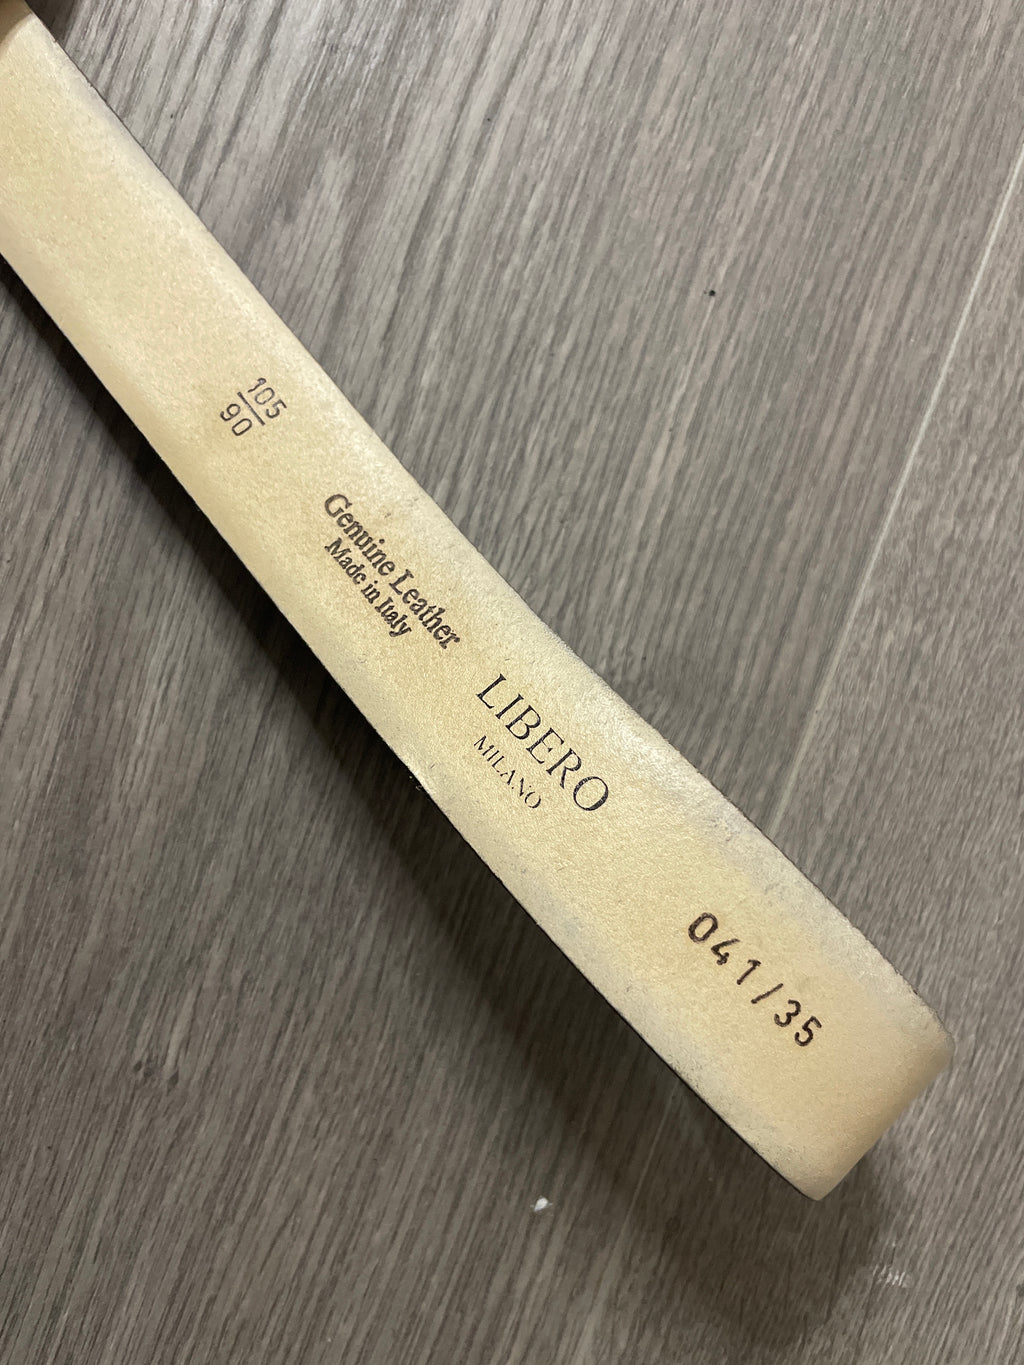 105
90
Genuine Leather
Made in Italy
LIBERO
MILANO
041/35